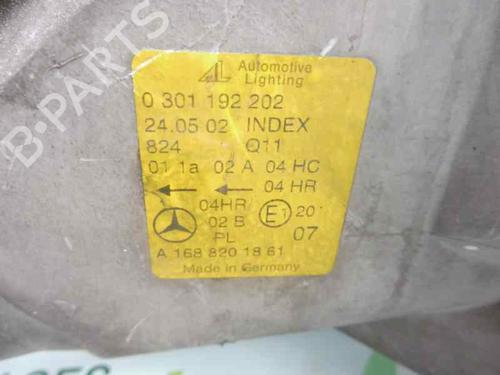 Automotive
Lighting
0 301 192 202
24.05 02 INDEX
824 Q11
01 1a 02 A 04 HC
04 HR
04HR
02 B E1 201
PL 07
A 168 820 18 61
Made in Germany
B-PARTS